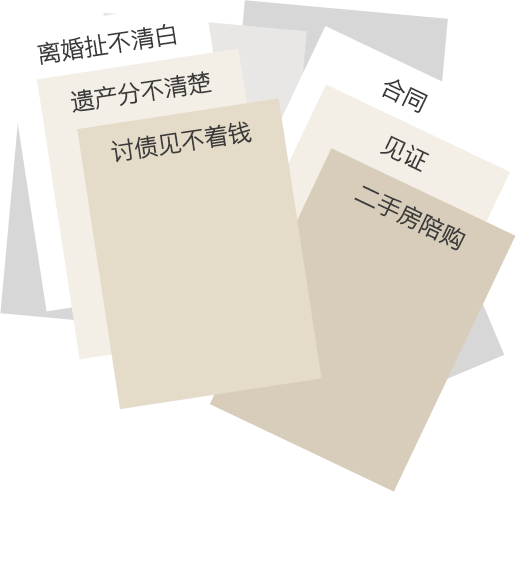 离婚扯不清白
遗产分不清楚
讨债见不着钱
合同
见证
二手房陪购